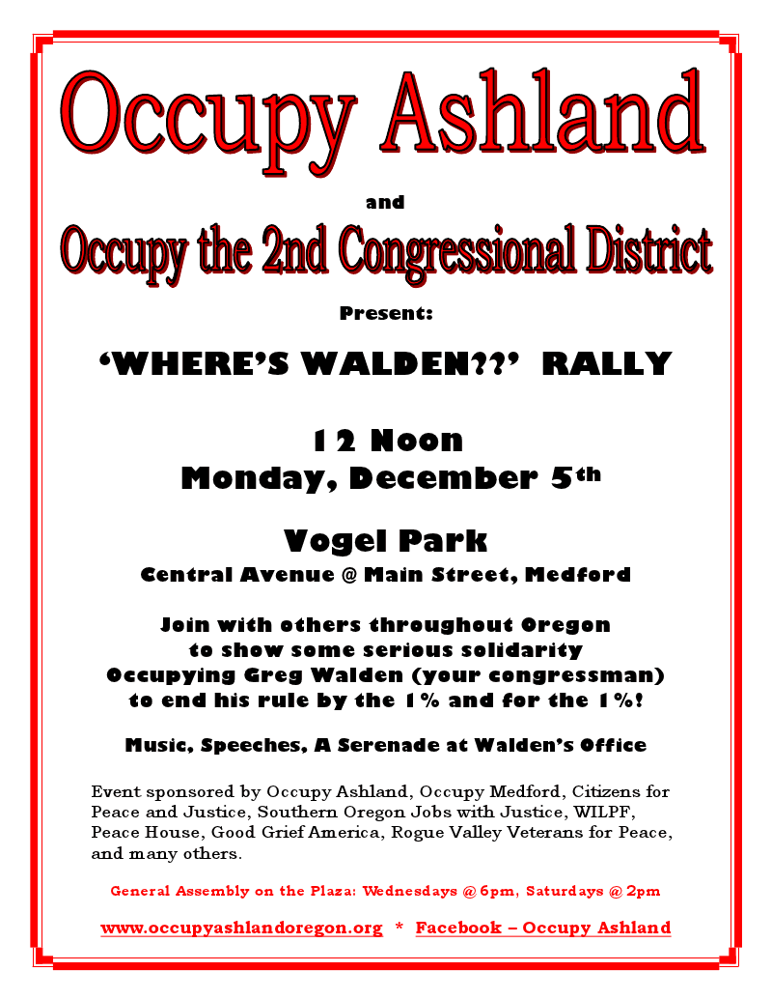 Occupy Ashland
and
Occupy the 2nd Congressional District
Present:
‘WHERE’S WALDEN??’ RALLY
12 Noon
Monday, December 5th
Vogel Park
Central Avenue @ Main Street, Medford
Join with others throughout Oregon
to show some serious solidarity
Occupying Greg Walden (your congressman)
to end his rule by the 1% and for the 1%!
Music, Speeches, A Serenade at Walden’s Office
Event sponsored by Occupy Ashland, Occupy Medford, Citizens for
Peace and Justice, Southern Oregon Jobs with Justice, WILPF,
Peace House, Good Grief America, Rogue Valley Veterans for Peace,
and many others.
General Assembly on the Plaza: Wednesdays @ 6pm, Saturdays @ 2pm
www.occupyashlandoregon.org * Facebook – Occupy Ashland